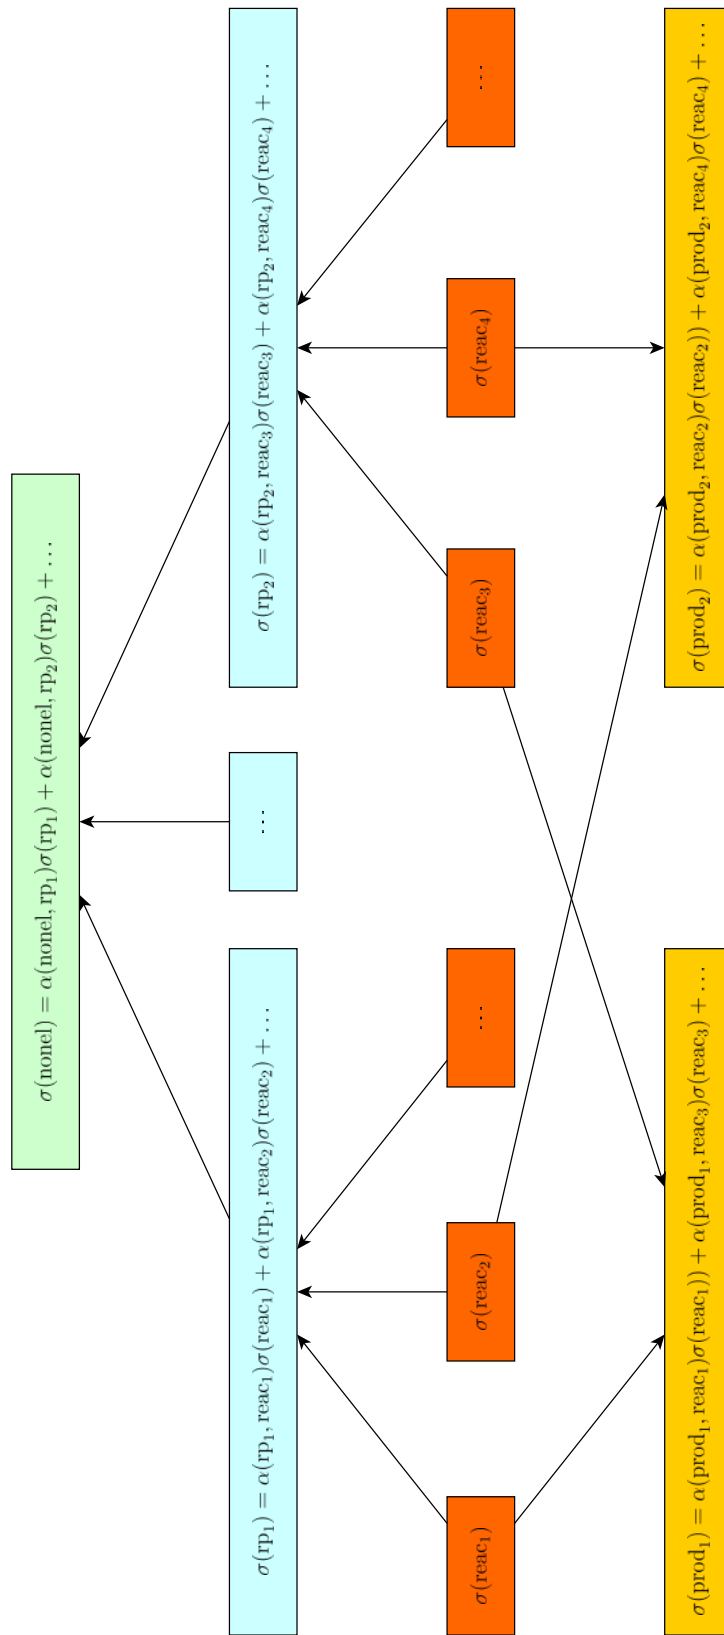 σ(nonel) = α(nonel, rp₁)σ(rp₁) + α(nonel, rp₂)σ(rp₂) + …
σ(rp₁) = α(rp₁, reac₁)σ(reac₁) + α(rp₁, reac₂)σ(reac₂) + …
…
σ(rp₂) = α(rp₂, reac₃)σ(reac₃) + α(rp₂, reac₄)σ(reac₄) + …
σ(reac₁)
σ(reac₂)
…
σ(reac₃)
σ(reac₄)
…
σ(prod₁) = α(prod₁, reac₁)σ(reac₁)) + α(prod₁, reac₃)σ(reac₃) + …
σ(prod₂) = α(prod₂, reac₂)σ(reac₂)) + α(prod₂, reac₄)σ(reac₄) + …